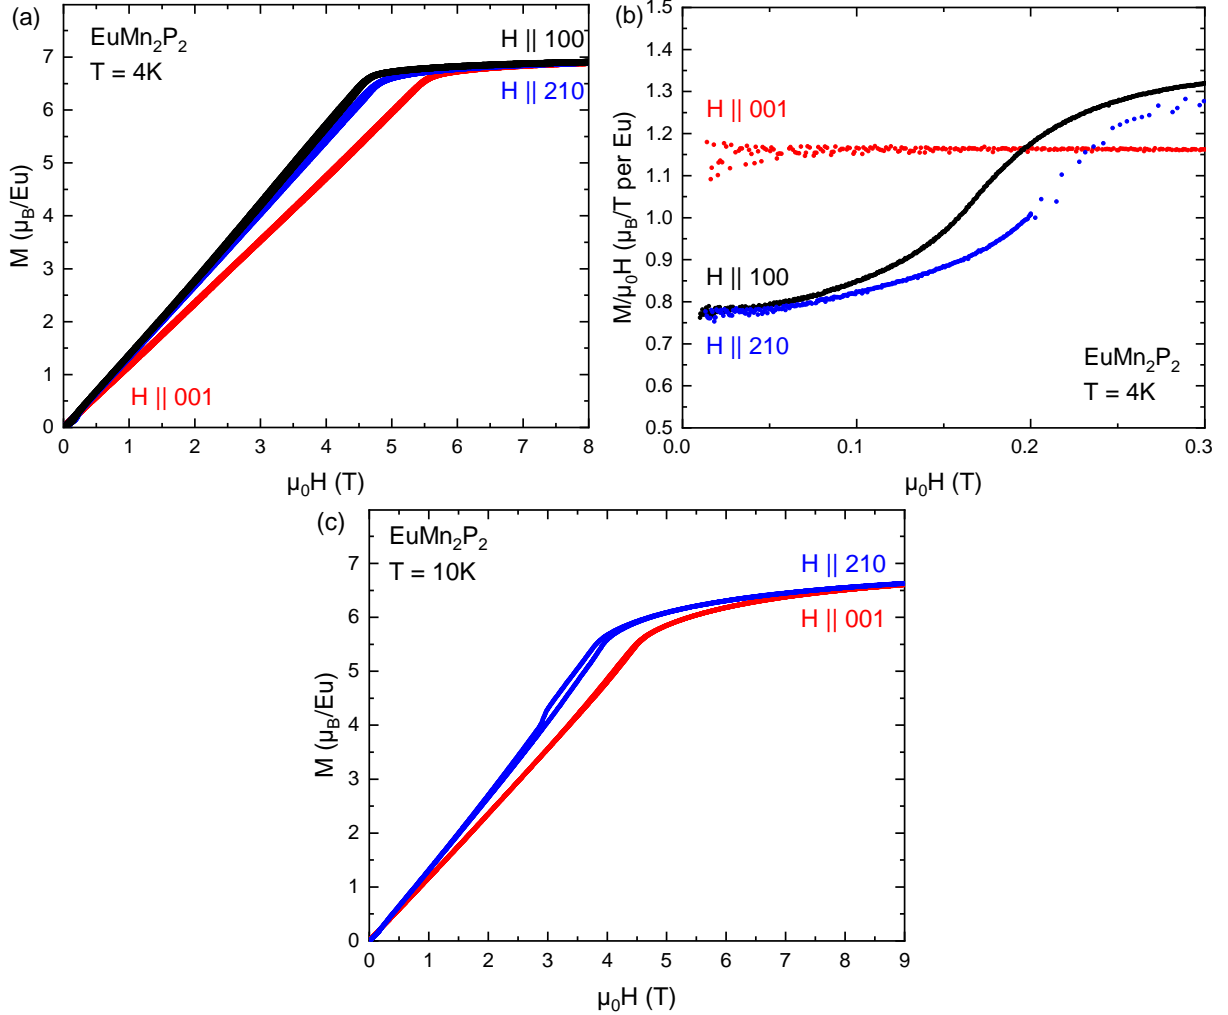 (a)
EuMn₂P₂
T = 4K
H || 100
H || 210
H || 001
M (μ_B/Eu)
7
6
5
4
3
2
1
0
0 1 2 3 4 5 6 7 8
μ₀H (T)
(b)
H || 001
H || 100
H || 210
EuMn₂P₂
T = 4K
M/μ₀H (μ_B/T per Eu)
1.5
1.4
1.3
1.2
1.1
1.0
0.9
0.8
0.7
0.6
0.5
0.0 0.1 0.2 0.3
μ₀H (T)
(c)
EuMn₂P₂
T = 10K
H || 210
H || 001
M (μ_B/Eu)
7
6
5
4
3
2
1
0
0 1 2 3 4 5 6 7 8 9
μ₀H (T)